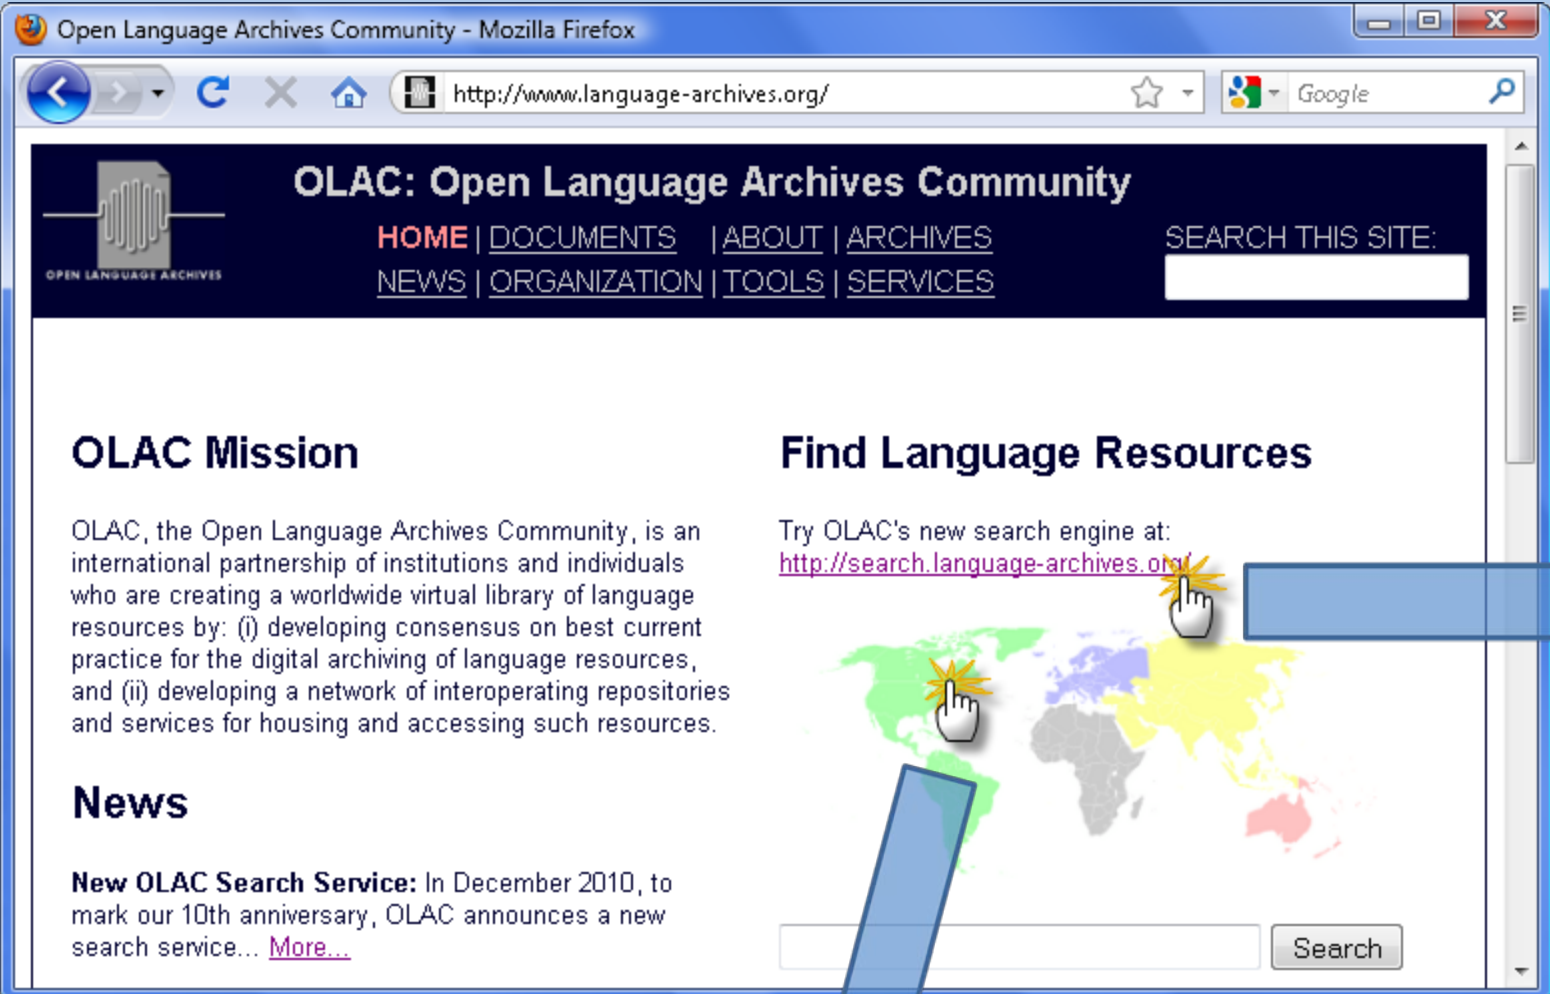 Open Language Archives Community - Mozilla Firefox
http://www.language-archives.org/
Google
OPEN LANGUAGE ARCHIVES
OLAC: Open Language Archives Community
HOME | DOCUMENTS | ABOUT | ARCHIVES
NEWS | ORGANIZATION | TOOLS | SERVICES
SEARCH THIS SITE:
OLAC Mission
OLAC, the Open Language Archives Community, is an
international partnership of institutions and individuals
who are creating a worldwide virtual library of language
resources by: (i) developing consensus on best current
practice for the digital archiving of language resources,
and (ii) developing a network of interoperating repositories
and services for housing and accessing such resources.
News
New OLAC Search Service: In December 2010, to
mark our 10th anniversary, OLAC announces a new
search service... More...
Find Language Resources
Try OLAC's new search engine at:
http://search.language-archives.org/
Search